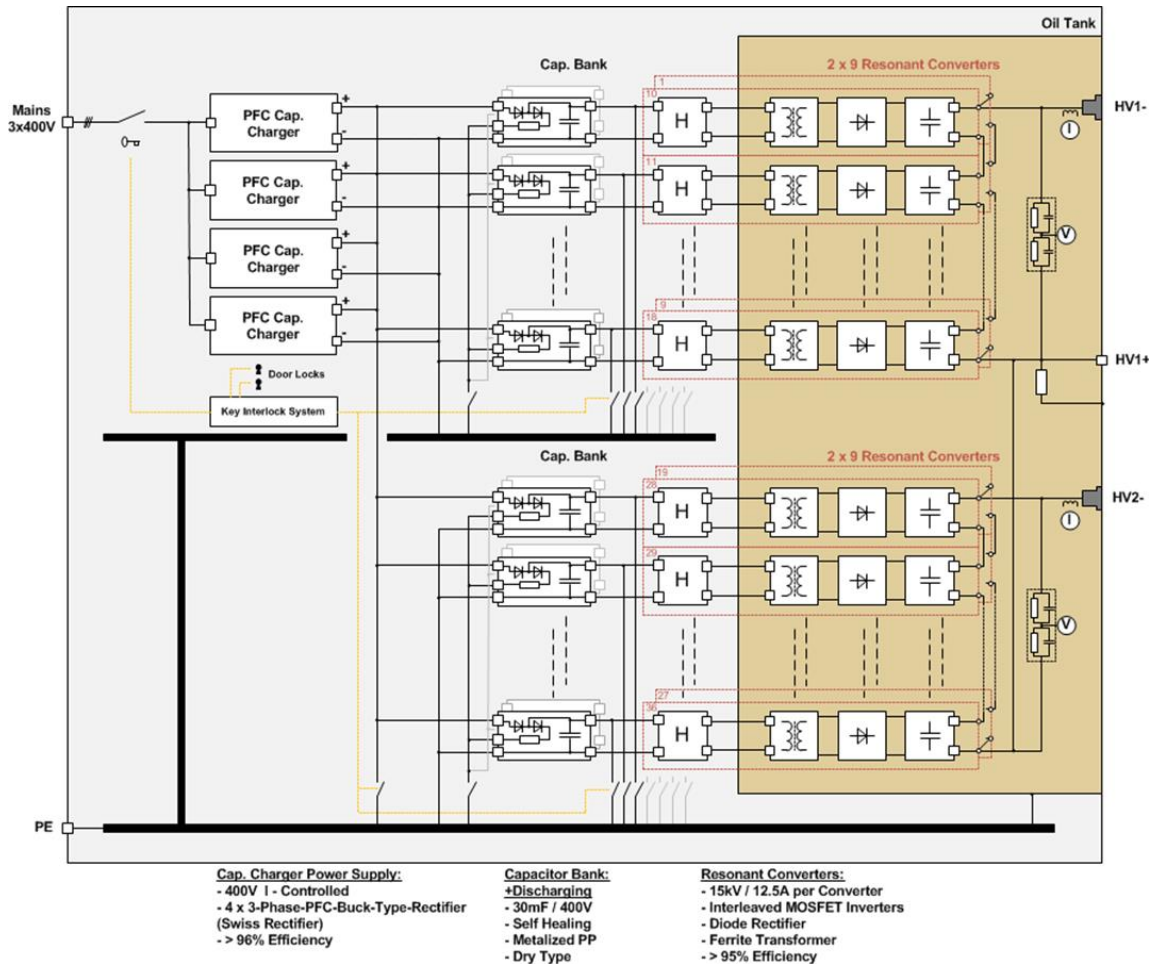 Oil Tank
Cap. Bank
2 x 9 Resonant Converters
Mains
3x400V
PFC Cap.
Charger
+
-
1
10
H
HV1-
I
PFC Cap.
Charger
+
-
11
H
V
PFC Cap.
Charger
+
-
PFC Cap.
Charger
+
-
9
18
H
HV1+
Door Locks
Key Interlock System
Cap. Bank
2 x 9 Resonant Converters
19
28
H
HV2-
I
29
H
V
27
36
H
PE
Cap. Charger Power Supply:
- 400V I - Controlled
- 4 x 3-Phase-PFC-Buck-Type-Rectifier
(Swiss Rectifier)
- > 96% Efficiency
Capacitor Bank:
+Discharging
- 30mF / 400V
- Self Healing
- Metalized PP
- Dry Type
Resonant Converters:
- 15kV / 12.5A per Converter
- Interleaved MOSFET Inverters
- Diode Rectifier
- Ferrite Transformer
- > 95% Efficiency